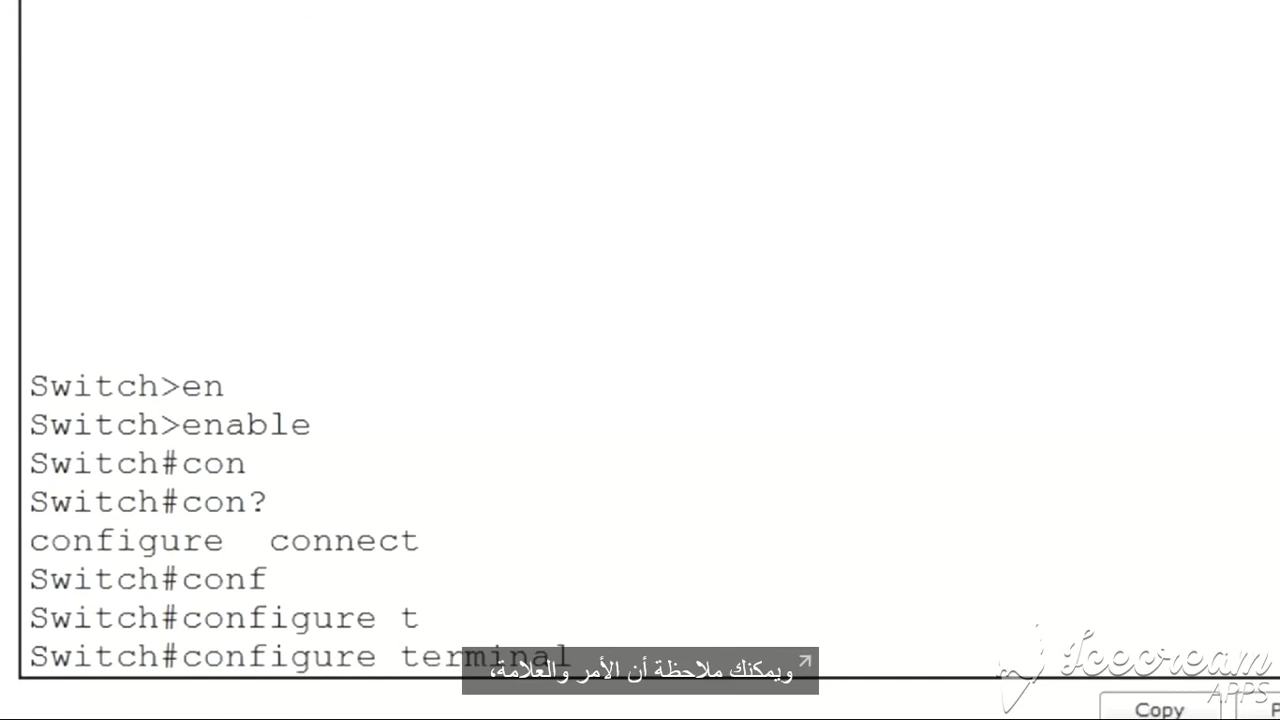 Switch>en
Switch>enable
Switch#con
Switch#con?
configure  connect
Switch#conf
Switch#configure t
Switch#configure terminal
ويمكنك ملاحظة أن الأمر والعلامة،
Icecream
APPS
Copy